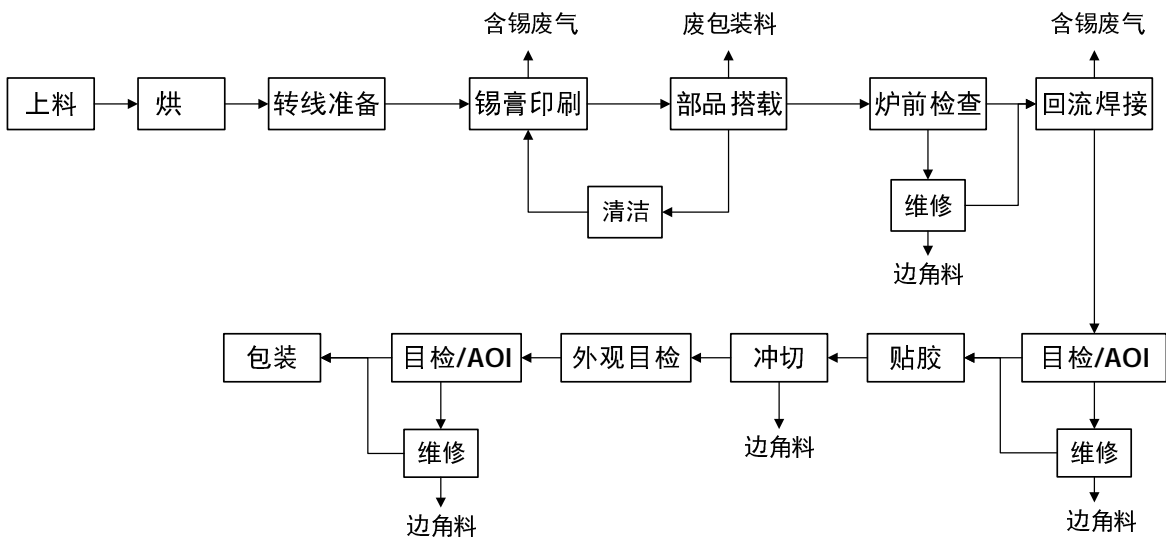 含锡废气
废包装料
含锡废气
上料
烘
转线准备
锡膏印刷
部品搭载
炉前检查
回流焊接
清洁
维修
边角料
包装
目检/AOI
外观目检
冲切
贴胶
目检/AOI
维修
边角料
维修
边角料
边角料